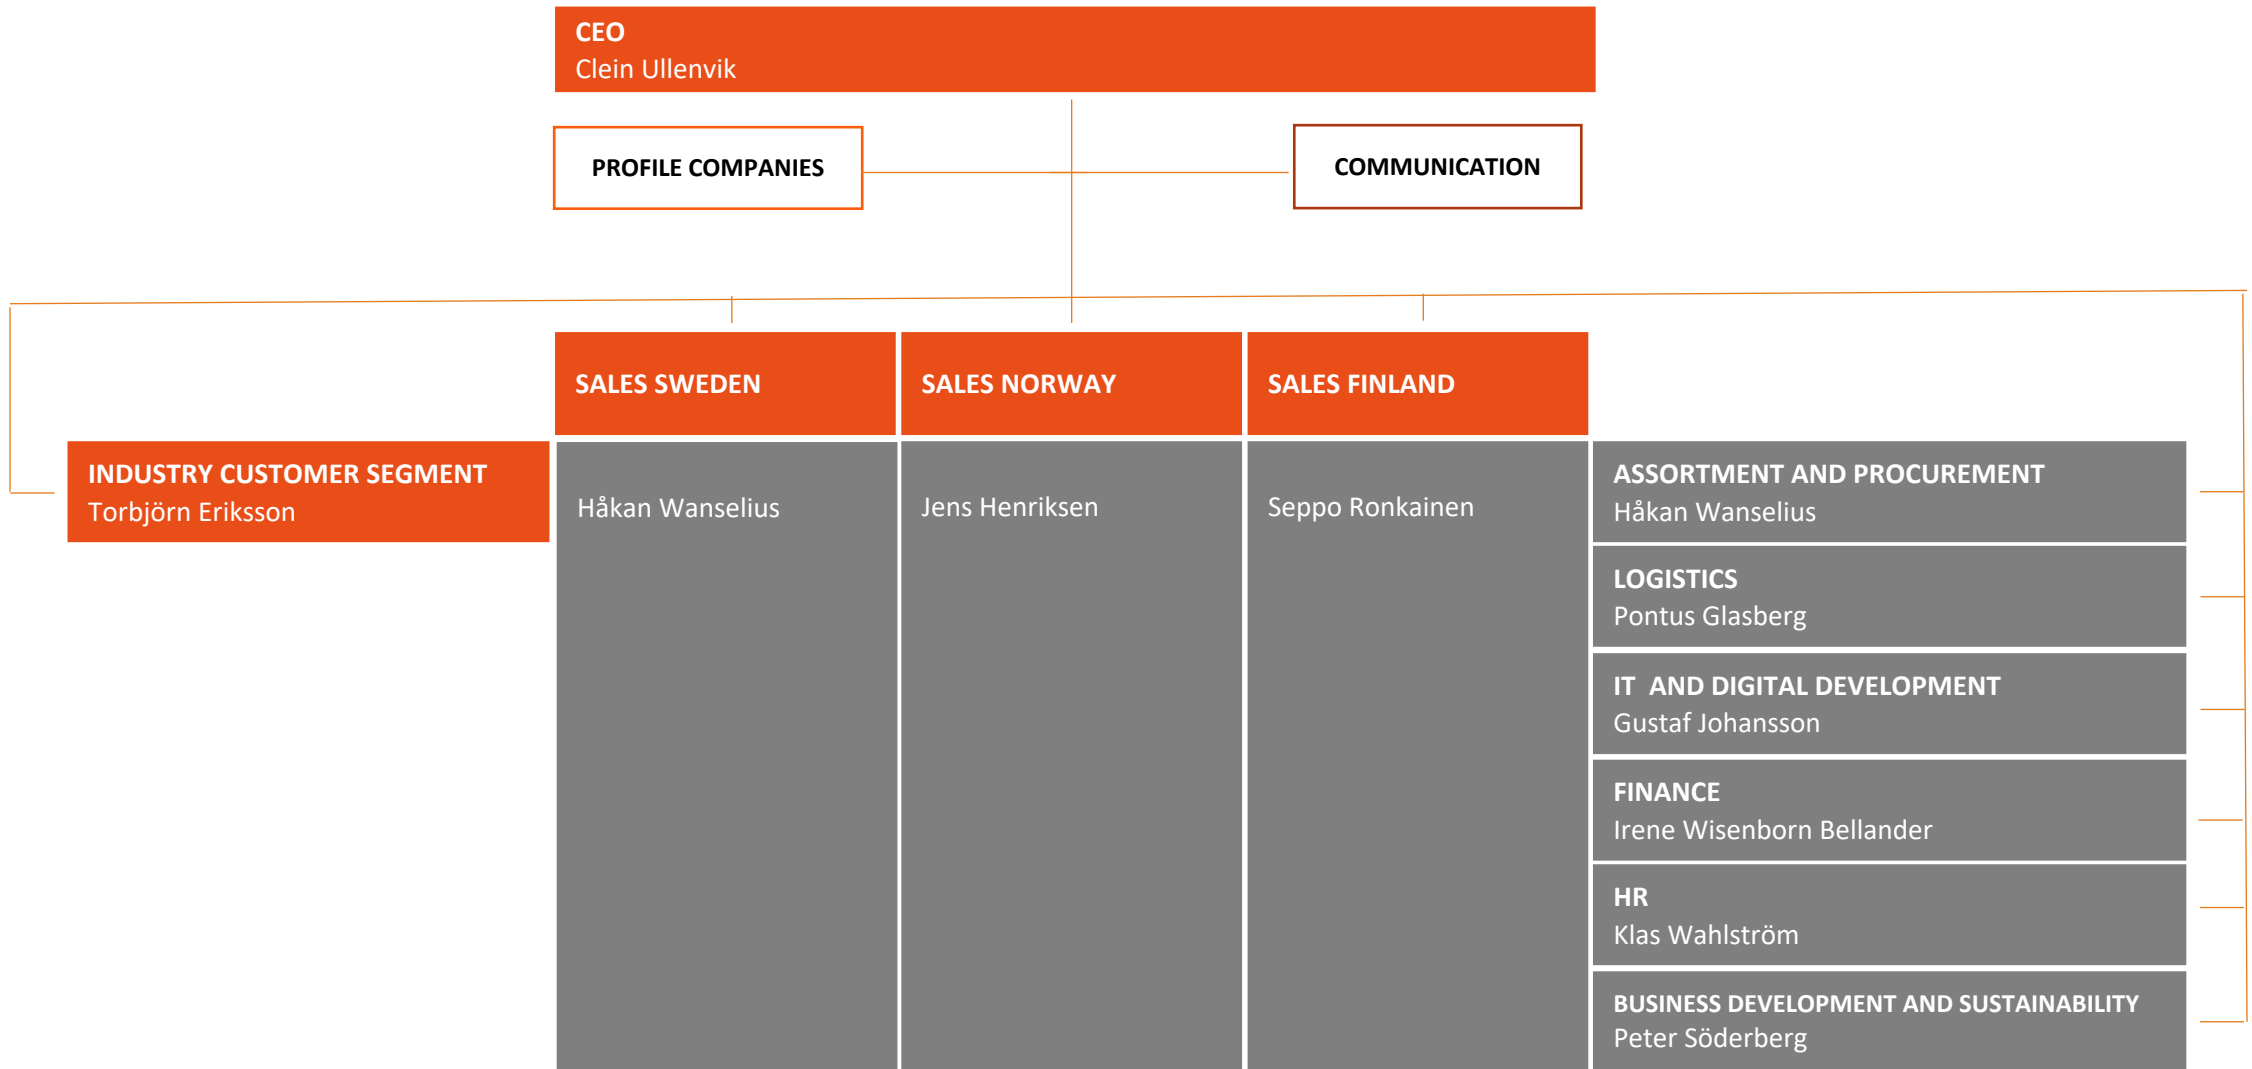 CEO
Clein Ullenvik
PROFILE COMPANIES
COMMUNICATION
SALES SWEDEN
SALES NORWAY
SALES FINLAND
INDUSTRY CUSTOMER SEGMENT
Torbjörn Eriksson
Håkan Wanselius
Jens Henriksen
Seppo Ronkainen
ASSORTMENT AND PROCUREMENT
Håkan Wanselius
LOGISTICS
Pontus Glasberg
IT  AND DIGITAL DEVELOPMENT
Gustaf Johansson
FINANCE
Irene Wisenborn Bellander
HR
Klas Wahlström
BUSINESS DEVELOPMENT AND SUSTAINABILITY
Peter Söderberg